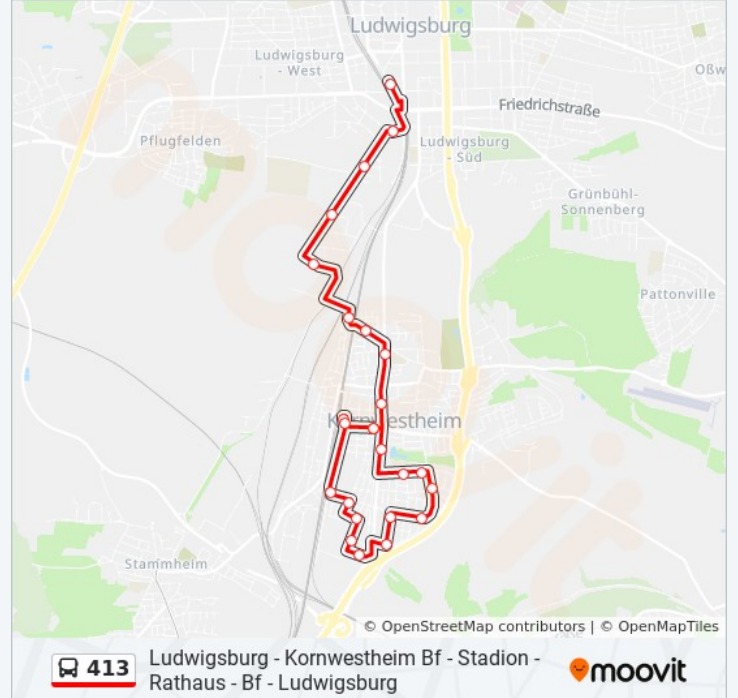 Ludwigsburg
Ludwigsburg
- West
Oßw
Friedrichstraße
Pflugfelden
Ludwigsburg
- Süd
Grünbühl-
Sonnenberg
Pattonville
Kornwestheim
Stammheim
© OpenStreetMap contributors | © OpenMapTiles
413
Ludwigsburg - Kornwestheim Bf - Stadion -
Rathaus - Bf - Ludwigsburg
moovit